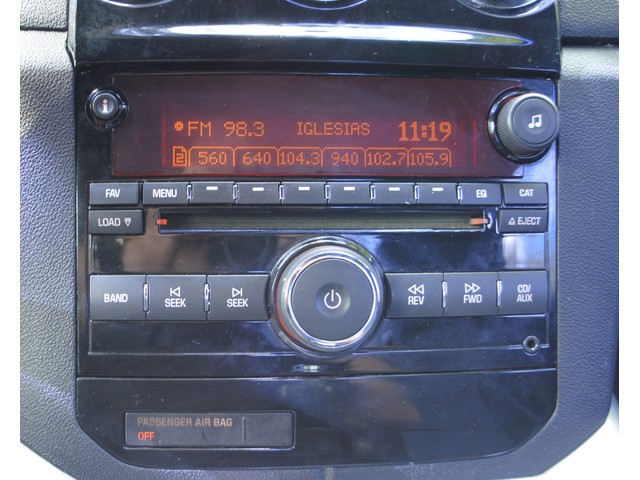 FM 98.3 IGLESIAS 11:19
2 560 640 104.3 940 102.7 105.9
FAV MENU EQ CAT
LOAD EJECT
BAND SEEK SEEK REV FWD CD/
AUX
PASSENGER AIR BAG
OFF